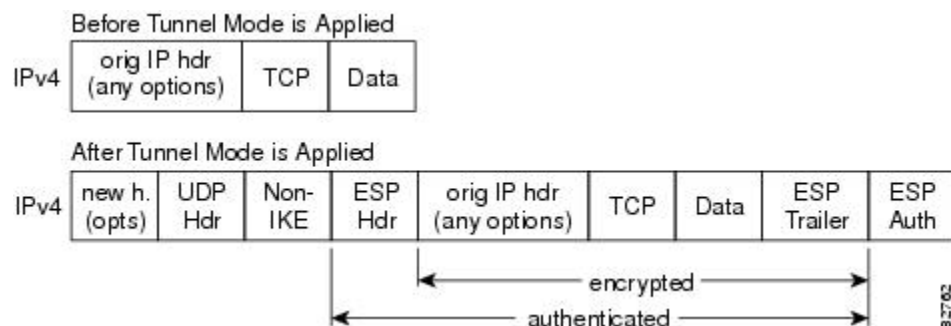 Before Tunnel Mode is Applied
IPv4 orig IP hdr (any options) TCP Data
After Tunnel Mode is Applied
IPv4 new h. (opts) UDP Hdr Non-IKE ESP Hdr orig IP hdr (any options) TCP Data ESP Trailer ESP Auth
encrypted
authenticated